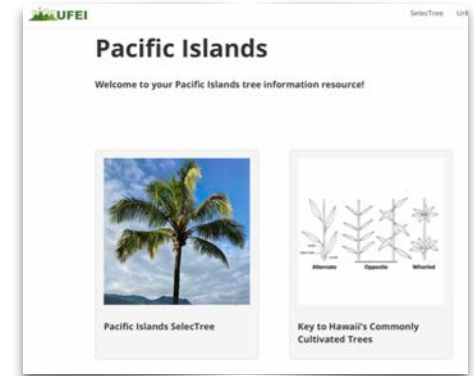 UFEI
SelecTree
Pacific Islands
Welcome to your Pacific Islands tree information resource!
Alternate
Opposite
Whorled
Pacific Islands SelecTree
Key to Hawaii's Commonly
Cultivated Trees